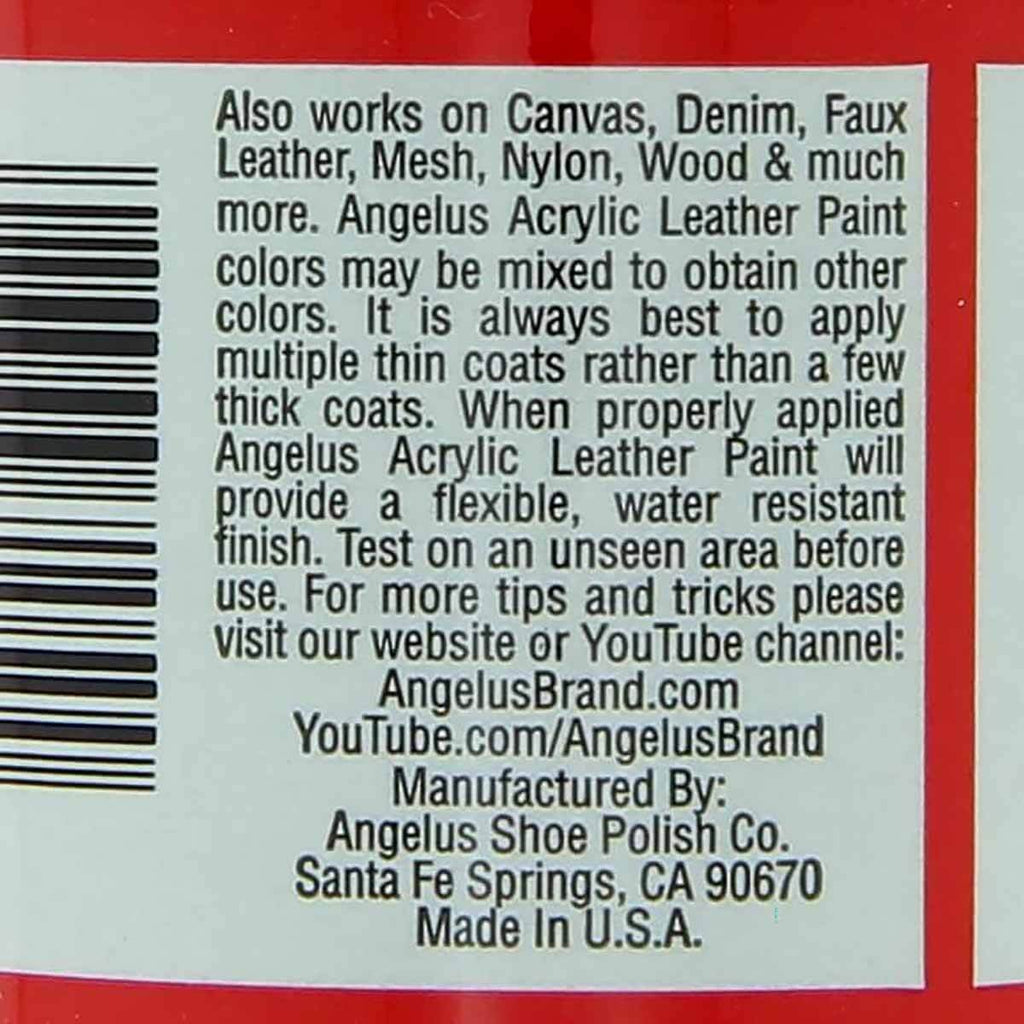 Also works on Canvas, Denim, Faux
Leather, Mesh, Nylon, Wood & much
more. Angelus Acrylic Leather Paint
colors may be mixed to obtain other
colors. It is always best to apply
multiple thin coats rather than a few
thick coats. When properly applied
Angelus Acrylic Leather Paint will
provide a flexible, water resistant
finish. Test on an unseen area before
use. For more tips and tricks please
visit our website or YouTube channel:
AngelusBrand.com
YouTube.com/AngelusBrand
Manufactured By:
Angelus Shoe Polish Co.
Santa Fe Springs, CA 90670
Made In U.S.A.